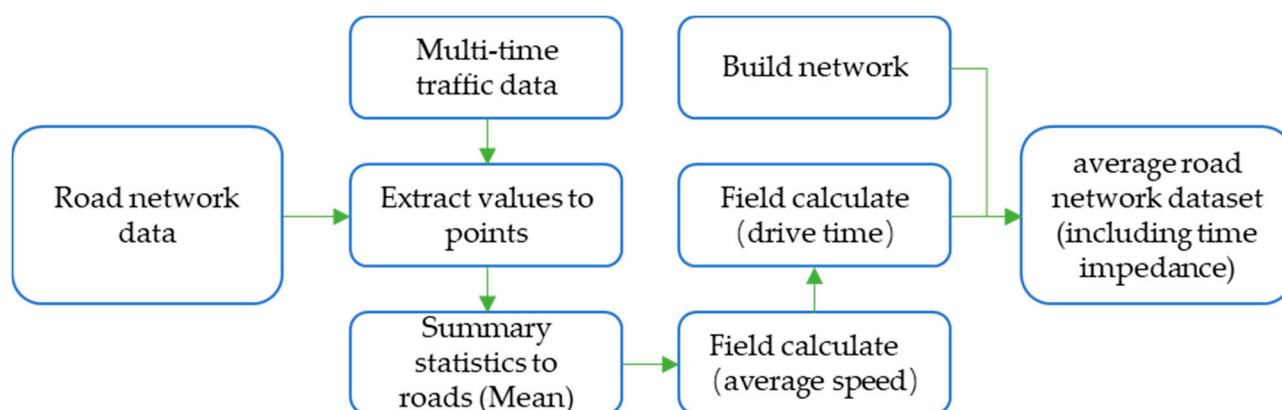 Multi-time
traffic data
Build network
Road network
data
Extract values to
points
Field calculate
(drive time)
average road
network dataset
(including time
impedance)
Summary
statistics to
roads (Mean)
Field calculate
(average speed)